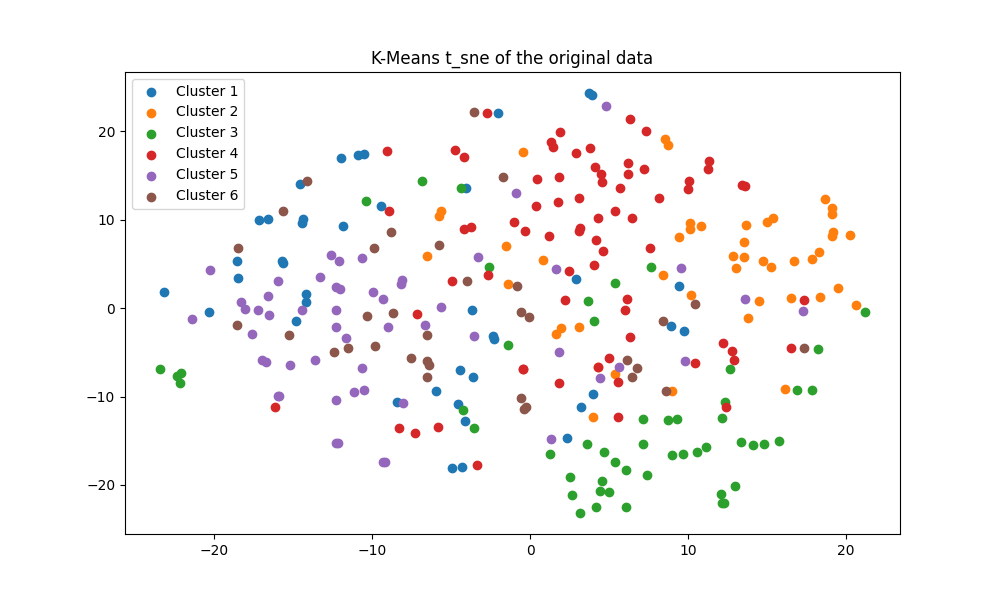 K-Means t_sne of the original data
Cluster 1
Cluster 2
Cluster 3
Cluster 4
Cluster 5
Cluster 6
20
10
0
−10
−20
−20 −10 0 10 20